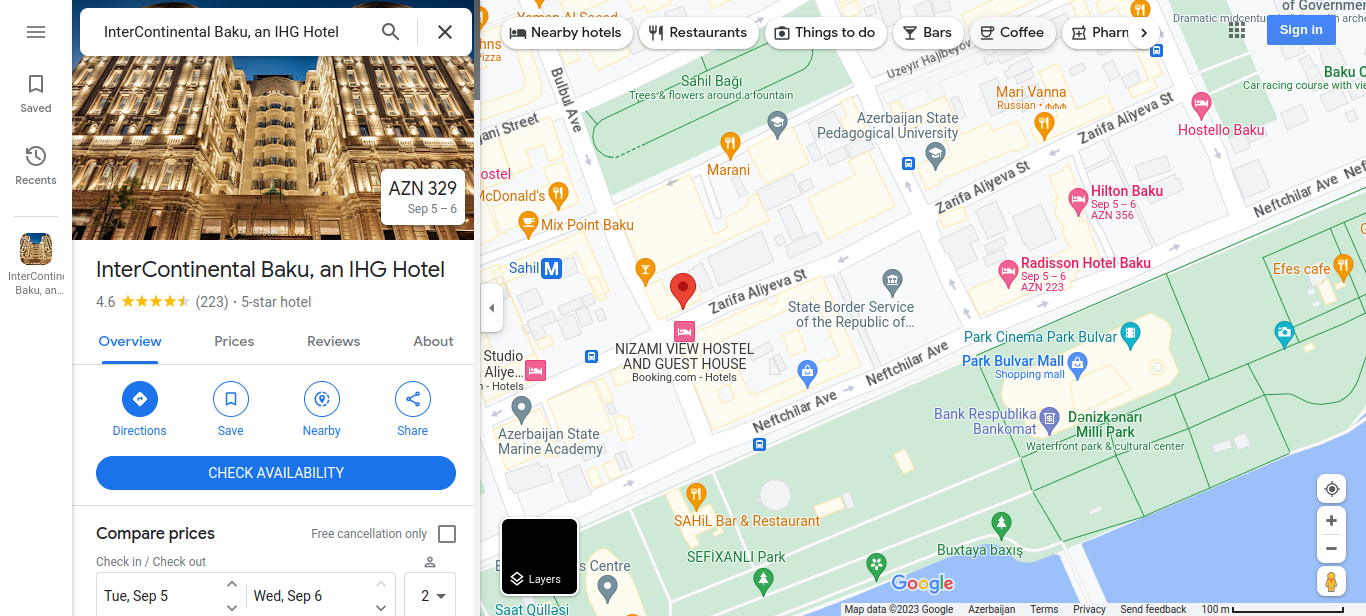 InterContinental Baku, an IHG Hotel
Saved
Recents
InterContine
Baku, an...
AZN 329
Sep 5 – 6
InterContinental Baku, an IHG Hotel
4.6 (223) · 5-star hotel
Overview Prices Reviews About
Directions Save Nearby Share
CHECK AVAILABILITY
Compare prices Free cancellation only
Check in / Check out
Tue, Sep 5 Wed, Sep 6 2
Nearby hotels Restaurants Things to do Bars Coffee Pharm
Sign in
of Government
Dramatic midcentu
Uzeyir Hajibeyov
Bulbul Ave
Sahil Bağı
Trees & flowers around a fountain
Baku C
Car racing course with vie
Mari Vanna
Russian • ₼₼₼
Azerbaijan State
Pedagogical University
Zarifa Aliyeva St
Hostello Baku
ani Street
Marani
ostel
McDonald's
Mix Point Baku
Zarifa Aliyeva St
Hilton Baku
Sep 5 – 6
AZN 356
Neftchilar Ave
Sahil M
Radisson Hotel Baku
Sep 5 – 6
AZN 223
Efes cafe
Zarifa Aliyeva St
State Border Service
of the Republic of...
Park Cinema Park Bulvar
Studio
Aliye...
n - Hotels
NIZAMI VIEW HOSTEL
AND GUEST HOUSE
Booking.com - Hotels
Neftchilar Ave
Park Bulvar Mall
Shopping mall
Neftchilar Ave
Bank Respublika
Bankomat
Dənizkənarı
Milli Park
Waterfront park & cultural center
Azerbaijan State
Marine Academy
SAHiL Bar & Restaurant
SEFİXANLI Park
Buxtaya baxış
s Centre
Saat Qülləsi
Layers
Google
Map data ©2023 Google Azerbaijan Terms Privacy Send feedback 100 m